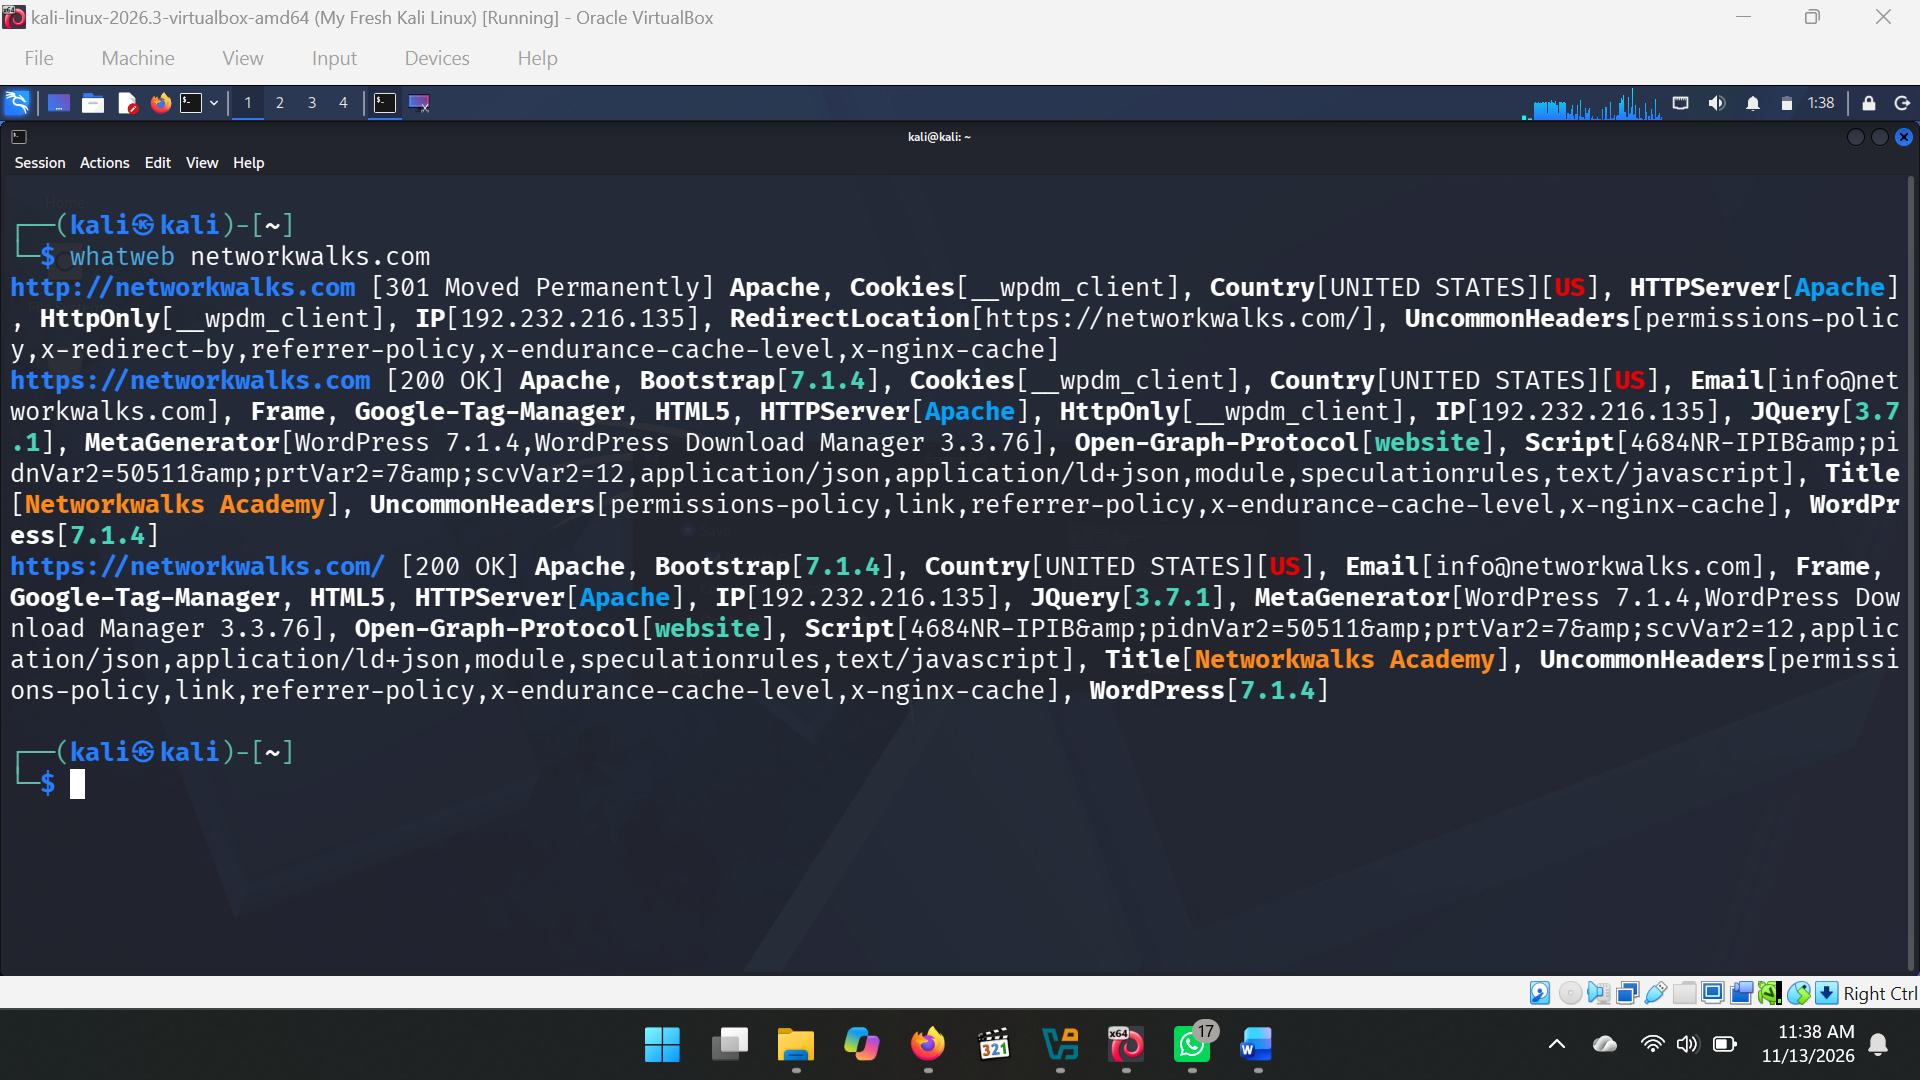 kali-linux-2026.3-virtualbox-amd64 (My Fresh Kali Linux) [Running] - Oracle VirtualBox
File Machine View Input Devices Help
1 2 3 4 1:38
kali@kali: ~
Session Actions Edit View Help
Home
┌──(kali㉿kali)-[~]
└─$ whatweb networkwalks.com
http://networkwalks.com [301 Moved Permanently] Apache, Cookies[__wpdm_client], Country[UNITED STATES][US], HTTPServer[Apache]
, HttpOnly[__wpdm_client], IP[192.232.216.135], RedirectLocation[https://networkwalks.com/], UncommonHeaders[permissions-polic
y,x-redirect-by,referrer-policy,x-endurance-cache-level,x-nginx-cache]
https://networkwalks.com [200 OK] Apache, Bootstrap[7.1.4], Cookies[__wpdm_client], Country[UNITED STATES][US], Email[info@net
workwalks.com], Frame, Google-Tag-Manager, HTML5, HTTPServer[Apache], HttpOnly[__wpdm_client], IP[192.232.216.135], JQuery[3.7
.1], MetaGenerator[WordPress 7.1.4,WordPress Download Manager 3.3.76], Open-Graph-Protocol[website], Script[4684NR-IPIB&amp;pi
dnVar2=50511&amp;prtVar2=7&amp;scvVar2=12,application/json,application/ld+json,module,speculationrules,text/javascript], Title
[Networkwalks Academy], UncommonHeaders[permissions-policy,link,referrer-policy,x-endurance-cache-level,x-nginx-cache], WordPr
ess[7.1.4]
https://networkwalks.com/ [200 OK] Apache, Bootstrap[7.1.4], Country[UNITED STATES][US], Email[info@networkwalks.com], Frame,
Google-Tag-Manager, HTML5, HTTPServer[Apache], IP[192.232.216.135], JQuery[3.7.1], MetaGenerator[WordPress 7.1.4,WordPress Dow
nload Manager 3.3.76], Open-Graph-Protocol[website], Script[4684NR-IPIB&amp;pidnVar2=50511&amp;prtVar2=7&amp;scvVar2=12,applic
ation/json,application/ld+json,module,speculationrules,text/javascript], Title[Networkwalks Academy], UncommonHeaders[permissi
ons-policy,link,referrer-policy,x-endurance-cache-level,x-nginx-cache], WordPress[7.1.4]
┌──(kali㉿kali)-[~]
└─$
Right Ctrl
321
x64
17
11:38 AM
11/13/2026